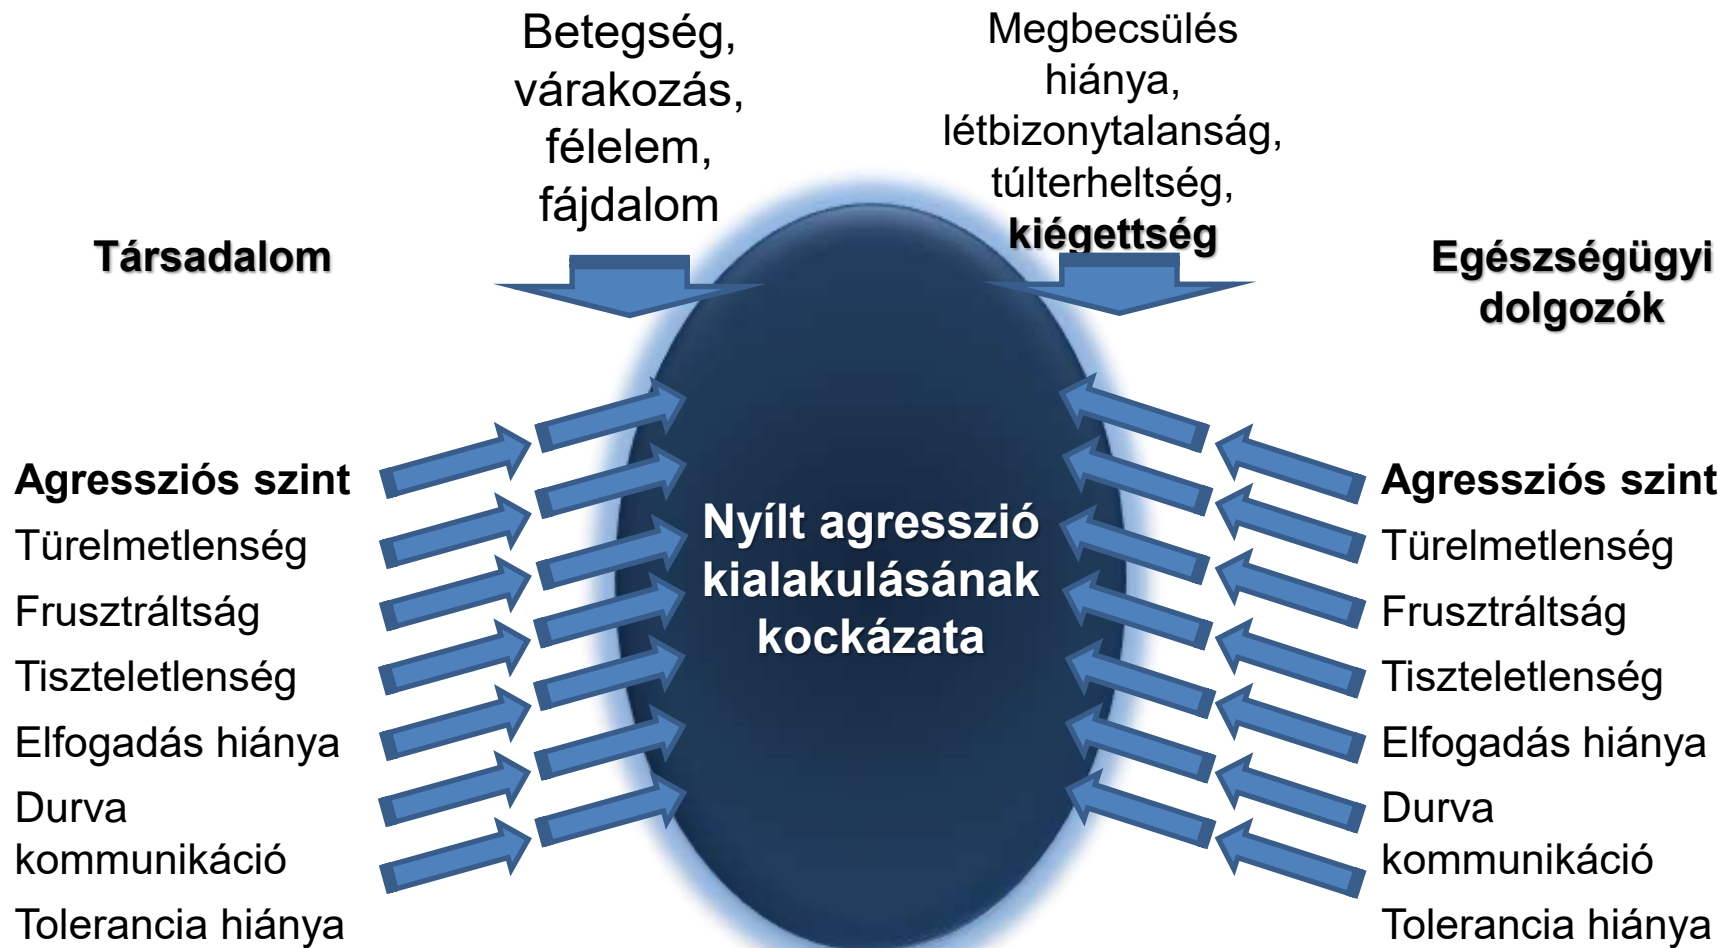 Betegség,
várakozás,
félelem,
fájdalom
Megbecsülés
hiánya,
létbizonytalanság,
túlterheltség,
kiégettség
Társadalom
Egészségügyi
dolgozók
Agressziós szint
Türelmetlenség
Frusztráltság
Tiszteletlenség
Elfogadás hiánya
Durva
kommunikáció
Tolerancia hiánya
Nyílt agresszió
kialakulásának
kockázata
Agressziós szint
Türelmetlenség
Frusztráltság
Tiszteletlenség
Elfogadás hiánya
Durva
kommunikáció
Tolerancia hiánya